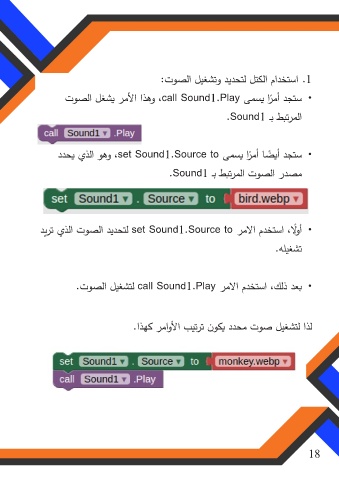 1. استخدام الكتل لتحديد وتشغيل الصوت:
• ستجد أمرًا يسمى call Sound1.Play، وهذا الأمر يشغل الصوت
المرتبط بـ Sound1.
call Sound1 .Play
• ستجد أيضًا أمرًا يسمى set Sound1.Source to، وهو الذي يحدد
مصدر الصوت المرتبط بـ Sound1.
set Sound1 . Source to bird.webp
• أولًا، استخدم الامر set Sound1.Source to لتحديد الصوت الذي تريد
تشغيله.
• بعد ذلك، استخدم الامر call Sound1.Play لتشغيل الصوت.
لذا لتشغيل صوت محدد يكون ترتيب الأوامر كهذا.
set Sound1 . Source to monkey.webp
call Sound1 .Play
18